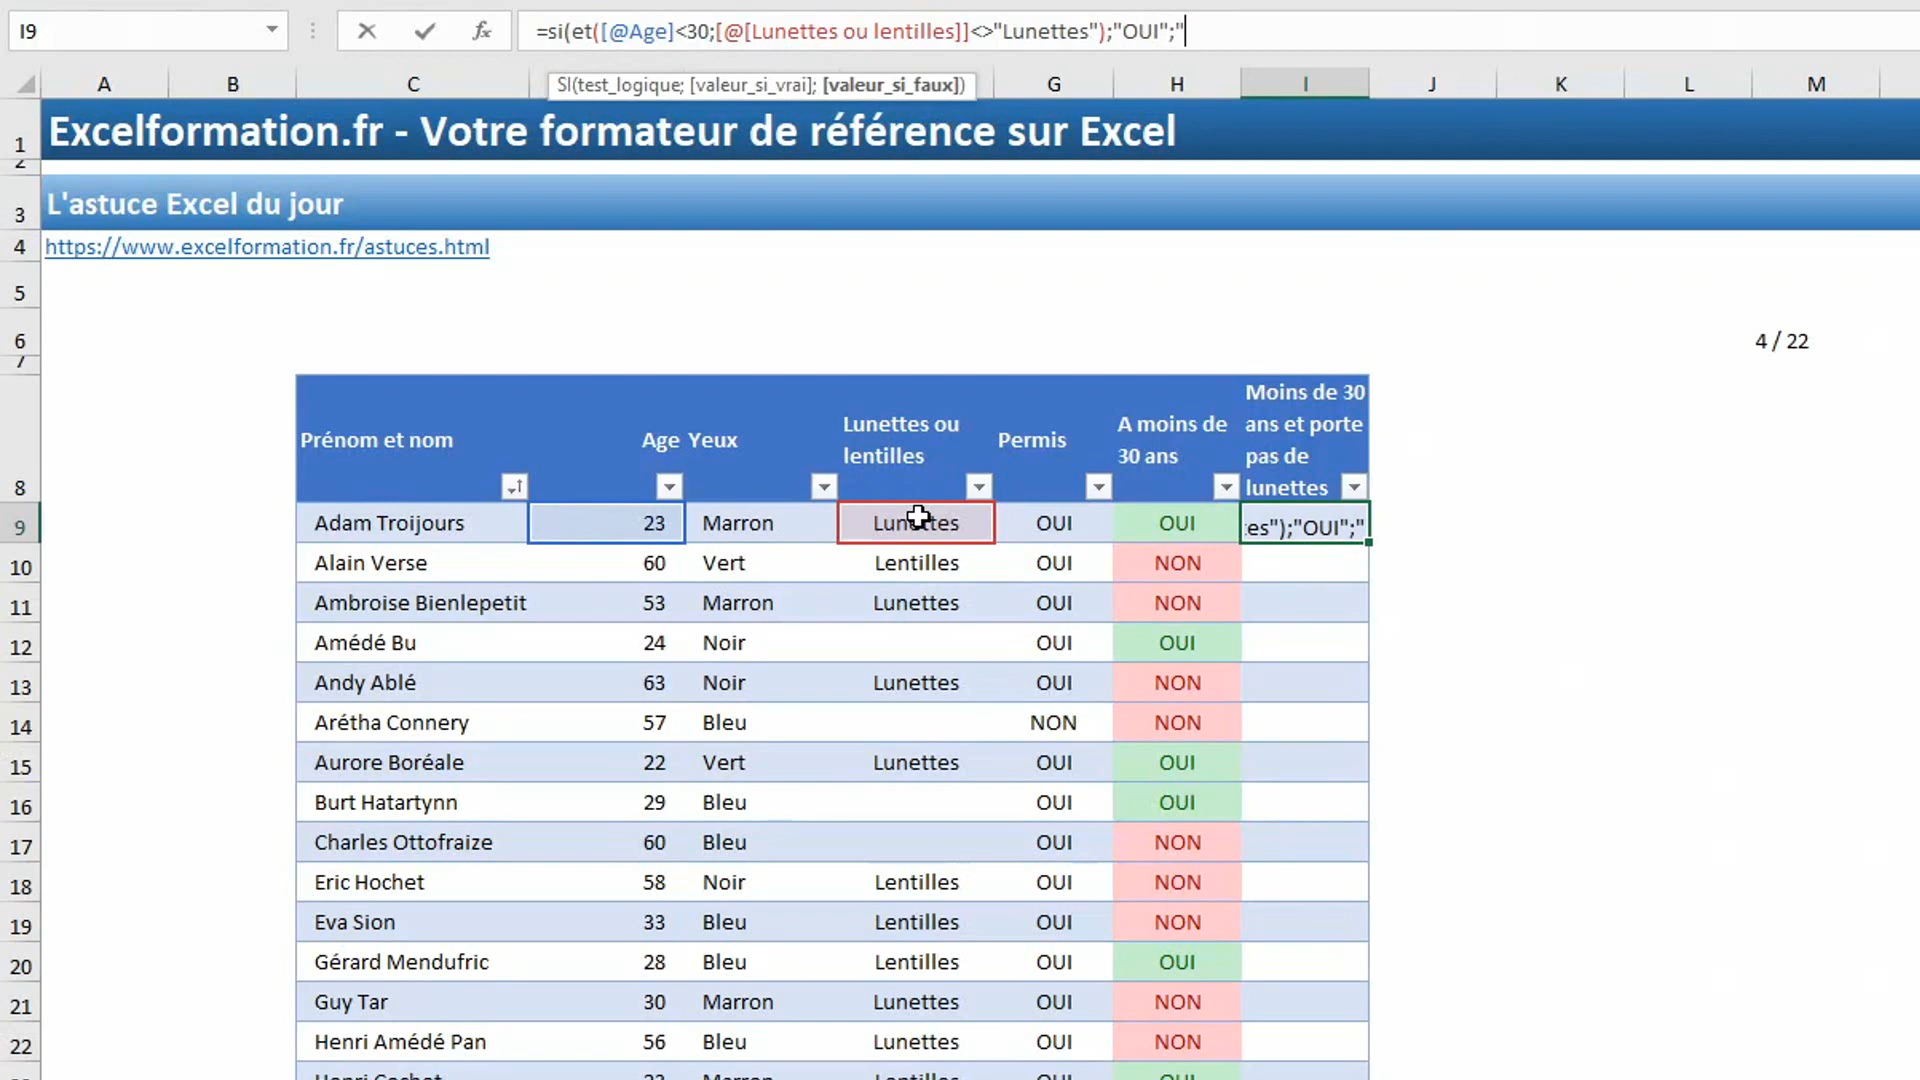 I9
=si(et([@Age]<30;[@[Lunettes ou lentilles]]<>"Lunettes");"OUI";"
SI(test_logique; [valeur_si_vrai]; [valeur_si_faux])
A B C G H I J K L M
1 Excelformation.fr - Votre formateur de référence sur Excel
2
3 L'astuce Excel du jour
4 https://www.excelformation.fr/astuces.html
5
6 4 / 22
7
8 Prénom et nom Age Yeux Lunettes ou lentilles Permis A moins de 30 ans Moins de 30 ans et porte pas de lunettes
9 Adam Troijours 23 Marron Lunettes OUI OUI es");"OUI";"
10 Alain Verse 60 Vert Lentilles OUI NON
11 Ambroise Bienlepetit 53 Marron Lunettes OUI NON
12 Amédé Bu 24 Noir OUI OUI
13 Andy Ablé 63 Noir Lunettes OUI NON
14 Arétha Connery 57 Bleu NON NON
15 Aurore Boréale 22 Vert Lunettes OUI OUI
16 Burt Hatartynn 29 Bleu OUI OUI
17 Charles Ottofraize 60 Bleu OUI NON
18 Eric Hochet 58 Noir Lentilles OUI NON
19 Eva Sion 33 Bleu Lentilles OUI NON
20 Gérard Mendufric 28 Bleu Lentilles OUI OUI
21 Guy Tar 30 Marron Lunettes OUI NON
22 Henri Amédé Pan 56 Bleu Lunettes OUI NON